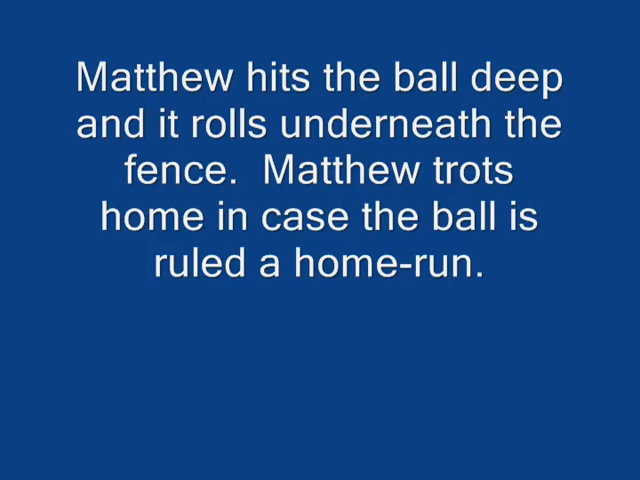 Matthew hits the ball deep
and it rolls underneath the
fence.  Matthew trots
home in case the ball is
ruled a home-run.